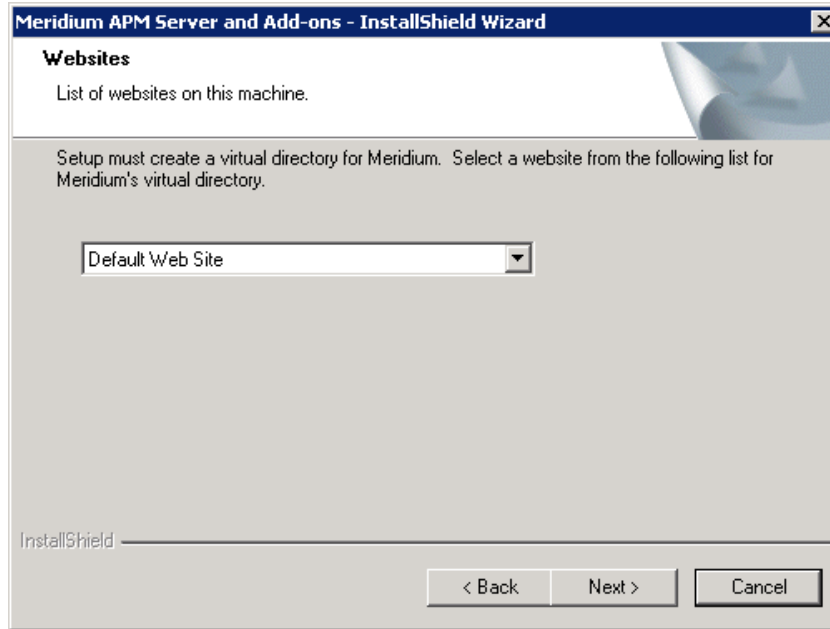 Meridium APM Server and Add-ons - InstallShield Wizard
Websites
List of websites on this machine.
Setup must create a virtual directory for Meridium. Select a website from the following list for
Meridium's virtual directory.
Default Web Site
InstallShield
< Back
Next >
Cancel